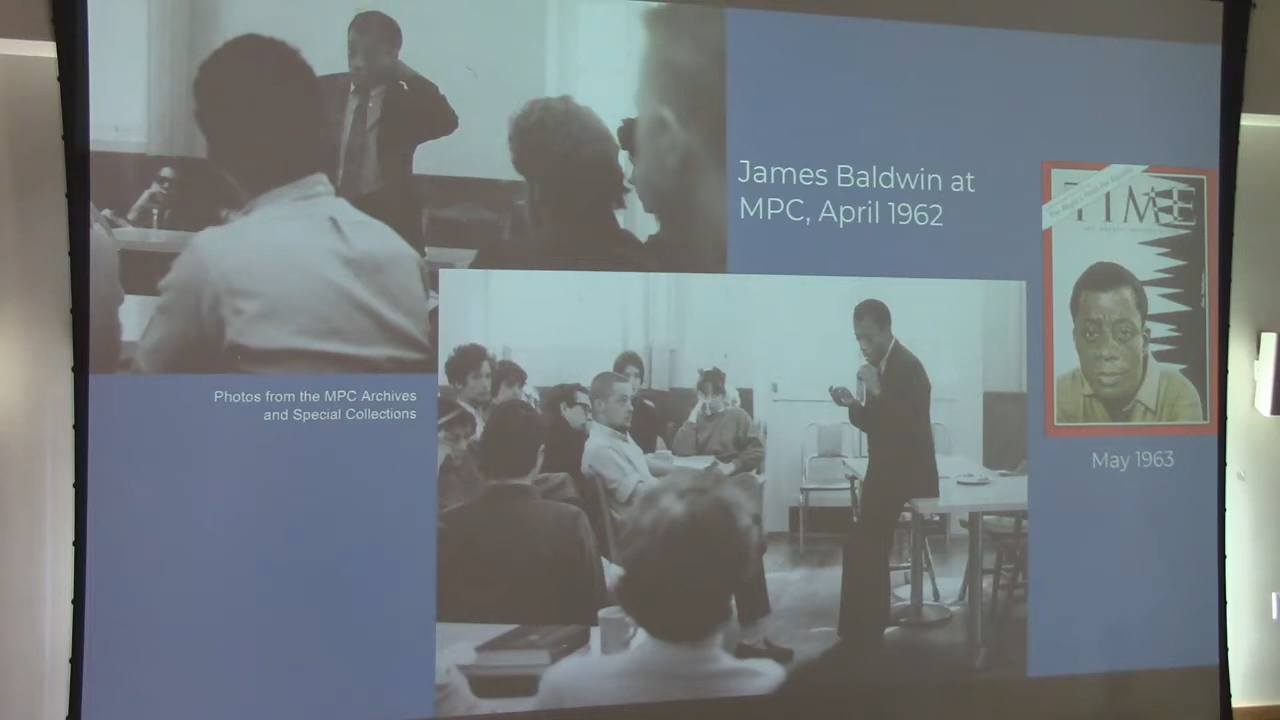 James Baldwin at
MPC, April 1962
TIME
May 1963
Photos from the MPC Archives
and Special Collections